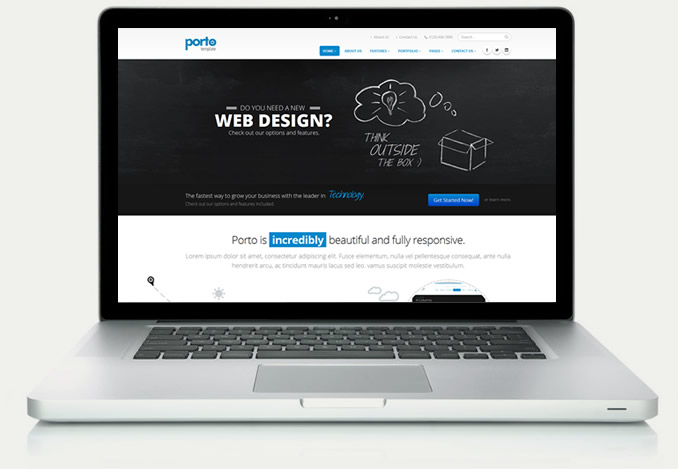 About Us Contact Us (123) 456-7890 Search
porto
template
HOME ABOUT US FEATURES PORTFOLIO PAGES CONTACT US
DO YOU NEED A NEW
WEB DESIGN?
Check out our options and features.
THINK
OUTSIDE
THE BOX :)
The fastest way to grow your business with the leader in Technology.
Check out our options and features included.
Get Started Now! or learn more.
Porto is incredibly beautiful and fully responsive.
Lorem ipsum dolor sit amet, consectetur adipiscing elit. Fusce elementum, nulla vel pellentesque consequat, ante nulla
hendrerit arcu, ac tincidunt mauris lacus sed leo. vamus suscipit molestie vestibulum.